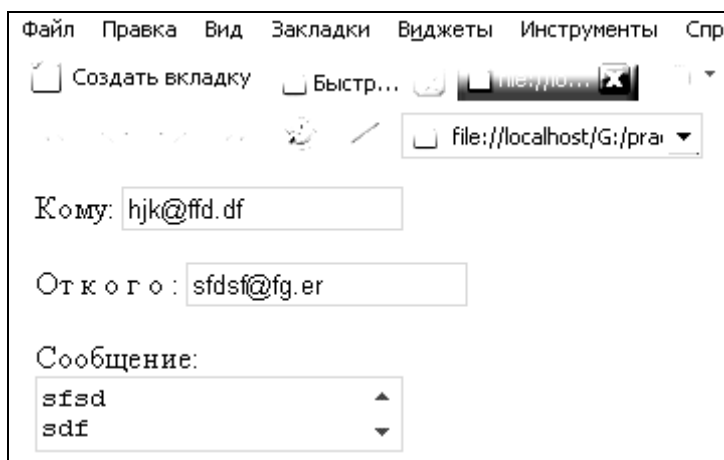 Файл Правка Вид Закладки Виджеты Инструменты Спр
Создать вкладку Быстр...
file://localhost/G:/pra
Кому: hjk@ffd.df
От к о г о : sfdsf@fg.er
Сообщение:
sfsd
sdf